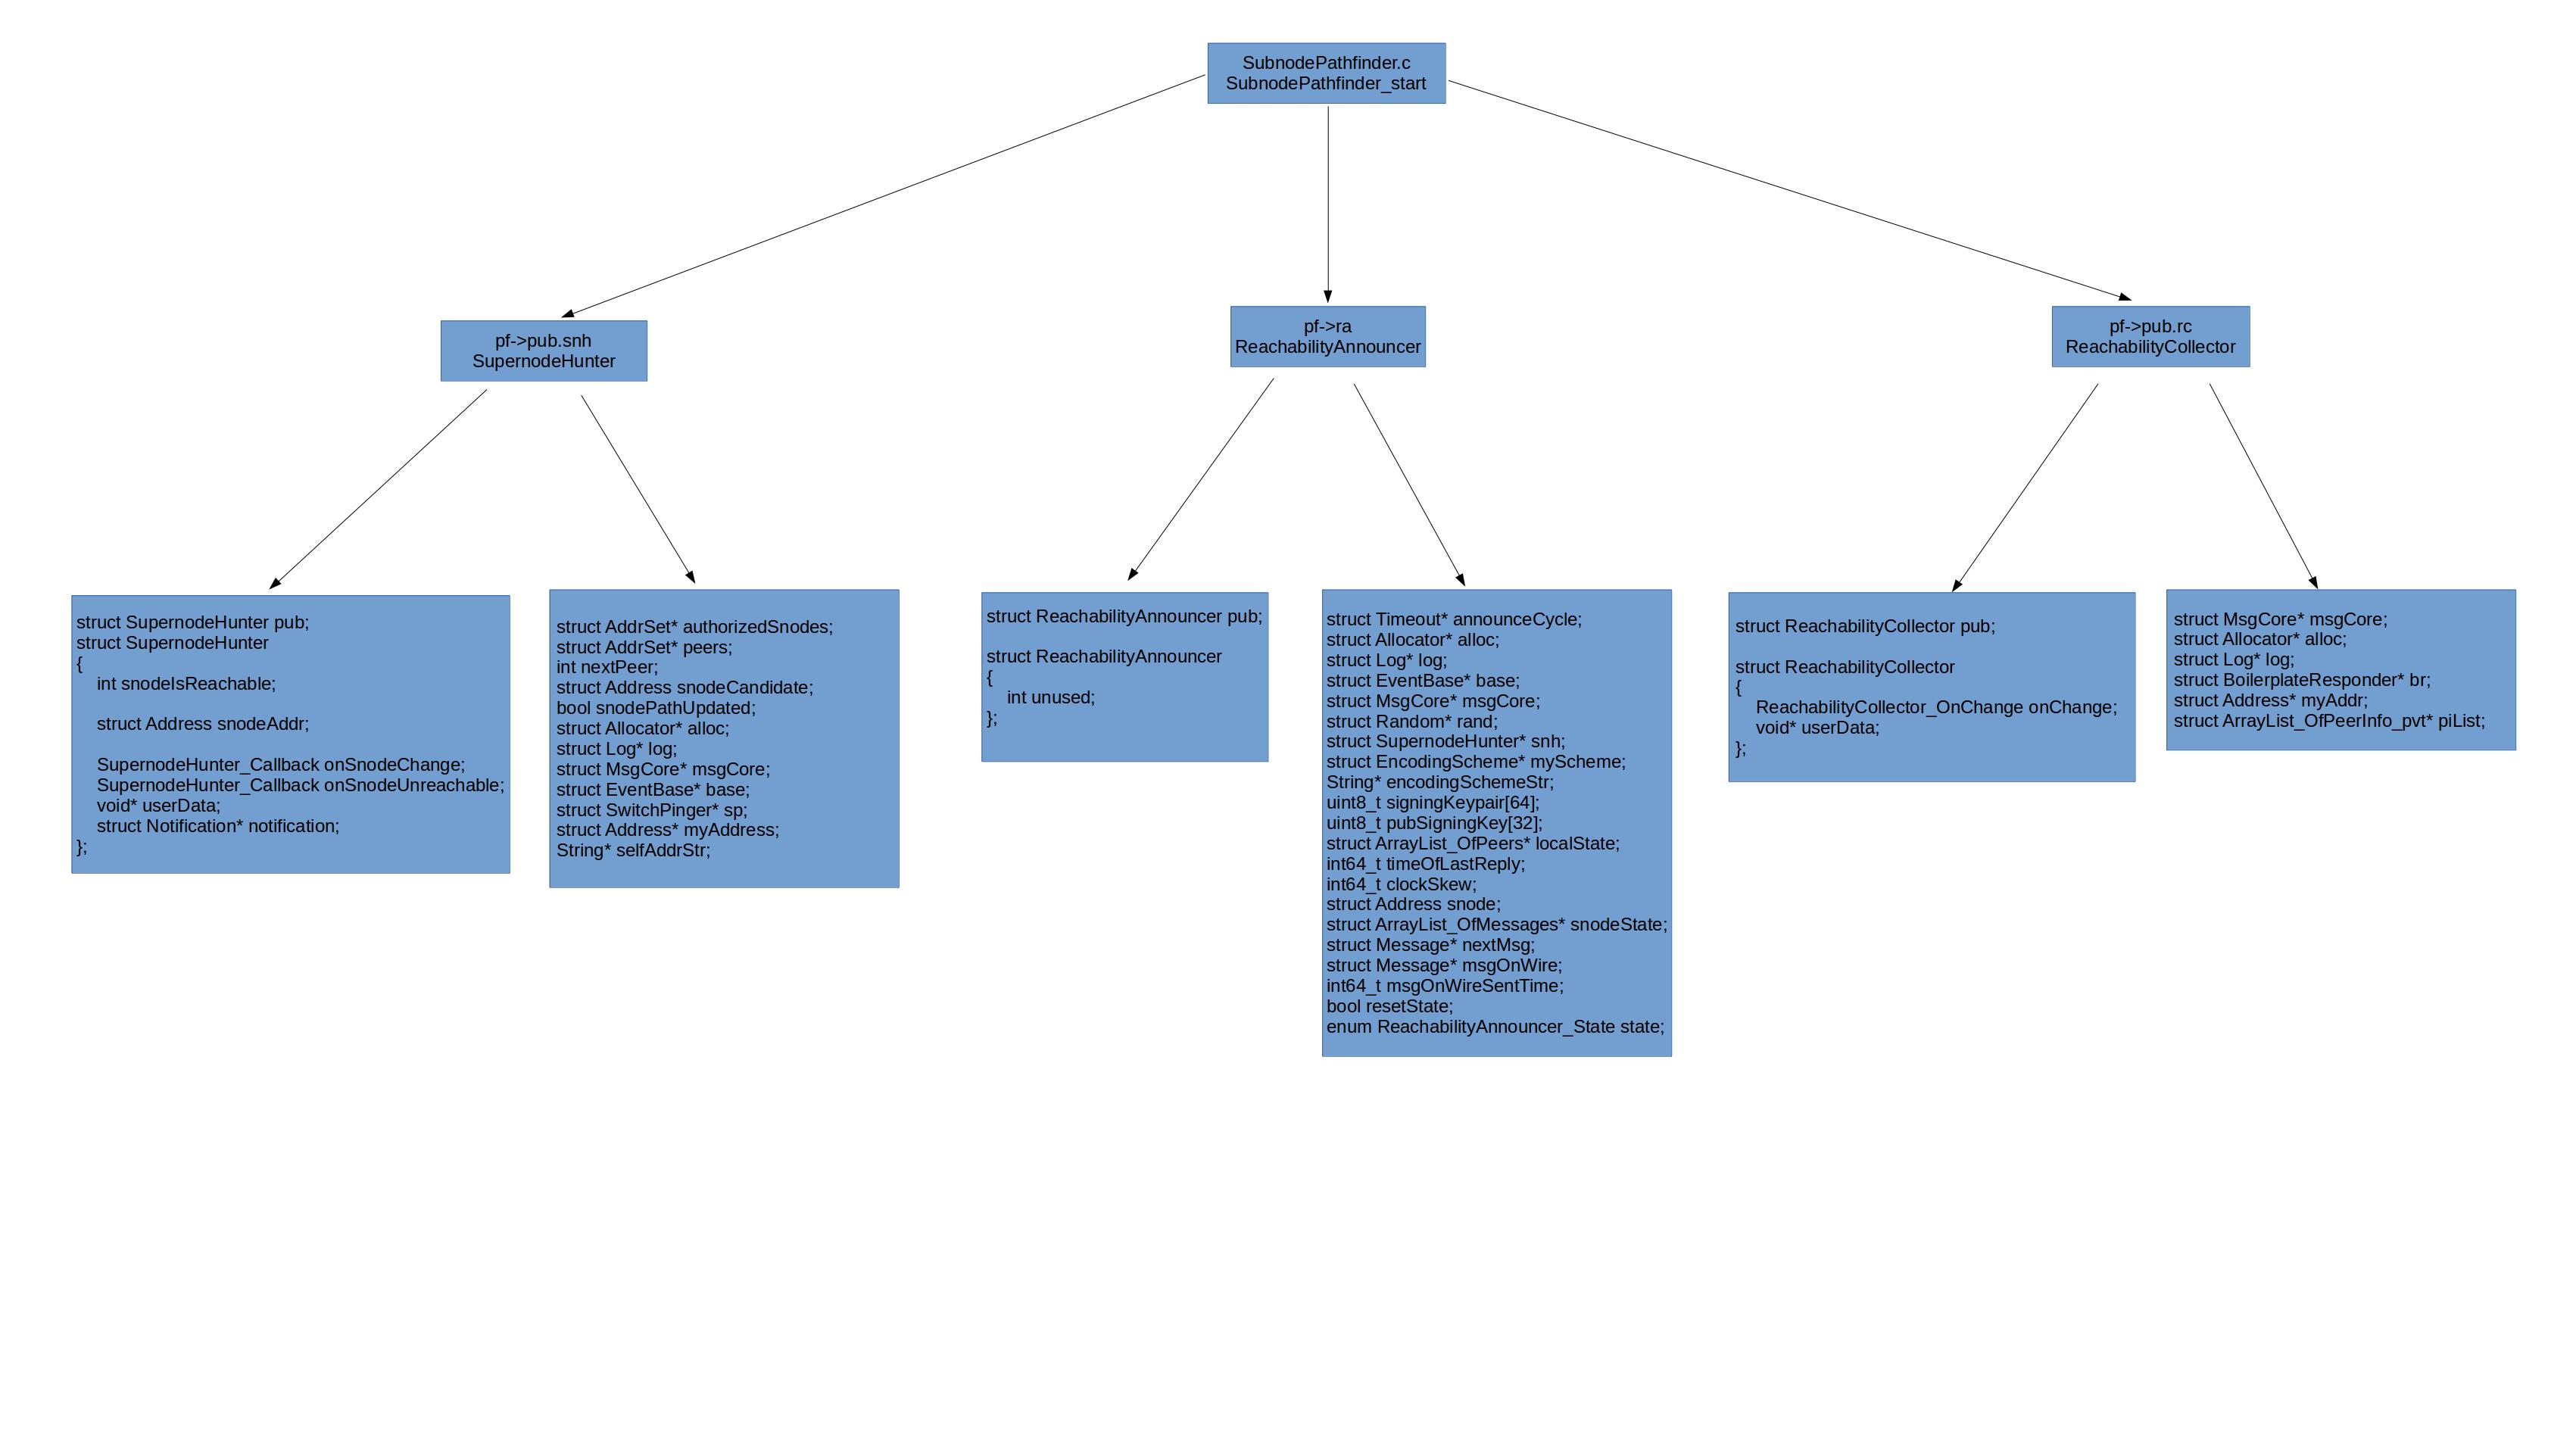 SubnodePathfinder.c
SubnodePathfinder_start
pf->pub.snh
SupernodeHunter
pf->ra
ReachabilityAnnouncer
pf->pub.rc
ReachabilityCollector
struct SupernodeHunter pub;
struct SupernodeHunter
{
int snodeIsReachable;
struct Address snodeAddr;
SupernodeHunter_Callback onSnodeChange;
SupernodeHunter_Callback onSnodeUnreachable;
void* userData;
struct Notification* notification;
};
struct AddrSet* authorizedSnodes;
struct AddrSet* peers;
int nextPeer;
struct Address snodeCandidate;
bool snodePathUpdated;
struct Allocator* alloc;
struct Log* log;
struct MsgCore* msgCore;
struct EventBase* base;
struct SwitchPinger* sp;
struct Address* myAddress;
String* selfAddrStr;
struct ReachabilityAnnouncer pub;
struct ReachabilityAnnouncer
{
int unused;
};
struct Timeout* announceCycle;
struct Allocator* alloc;
struct Log* log;
struct EventBase* base;
struct MsgCore* msgCore;
struct Random* rand;
struct SupernodeHunter* snh;
struct EncodingScheme* myScheme;
String* encodingSchemeStr;
uint8_t signingKeypair[64];
uint8_t pubSigningKey[32];
struct ArrayList_OfPeers* localState;
int64_t timeOfLastReply;
int64_t clockSkew;
struct Address snode;
struct ArrayList_OfMessages* snodeState;
struct Message* nextMsg;
struct Message* msgOnWire;
int64_t msgOnWireSentTime;
bool resetState;
enum ReachabilityAnnouncer_State state;
struct ReachabilityCollector pub;
struct ReachabilityCollector
{
ReachabilityCollector_OnChange onChange;
void* userData;
};
struct MsgCore* msgCore;
struct Allocator* alloc;
struct Log* log;
struct BoilerplateResponder* br;
struct Address* myAddr;
struct ArrayList_OfPeerInfo_pvt* piList;